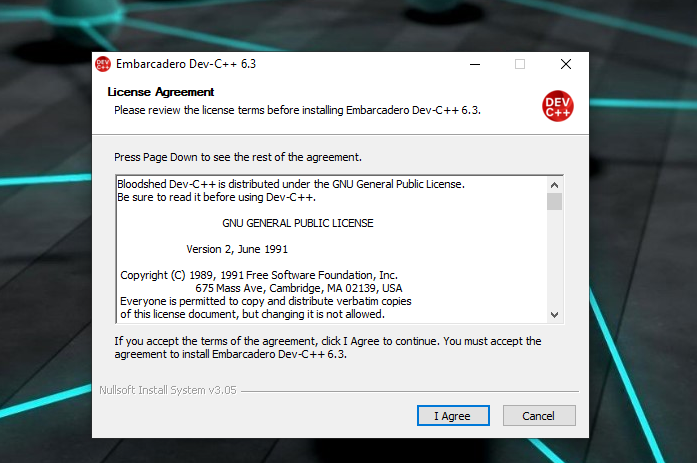 Embarcadero Dev-C++ 6.3
License Agreement
Please review the license terms before installing Embarcadero Dev-C++ 6.3.
DEV
C++
Press Page Down to see the rest of the agreement.
Bloodshed Dev-C++ is distributed under the GNU General Public License.
Be sure to read it before using Dev-C++.
GNU GENERAL PUBLIC LICENSE
Version 2, June 1991
Copyright (C) 1989, 1991 Free Software Foundation, Inc.
675 Mass Ave, Cambridge, MA 02139, USA
Everyone is permitted to copy and distribute verbatim copies
of this license document, but changing it is not allowed.
If you accept the terms of the agreement, click I Agree to continue. You must accept the
agreement to install Embarcadero Dev-C++ 6.3.
Nullsoft Install System v3.05
I Agree
Cancel